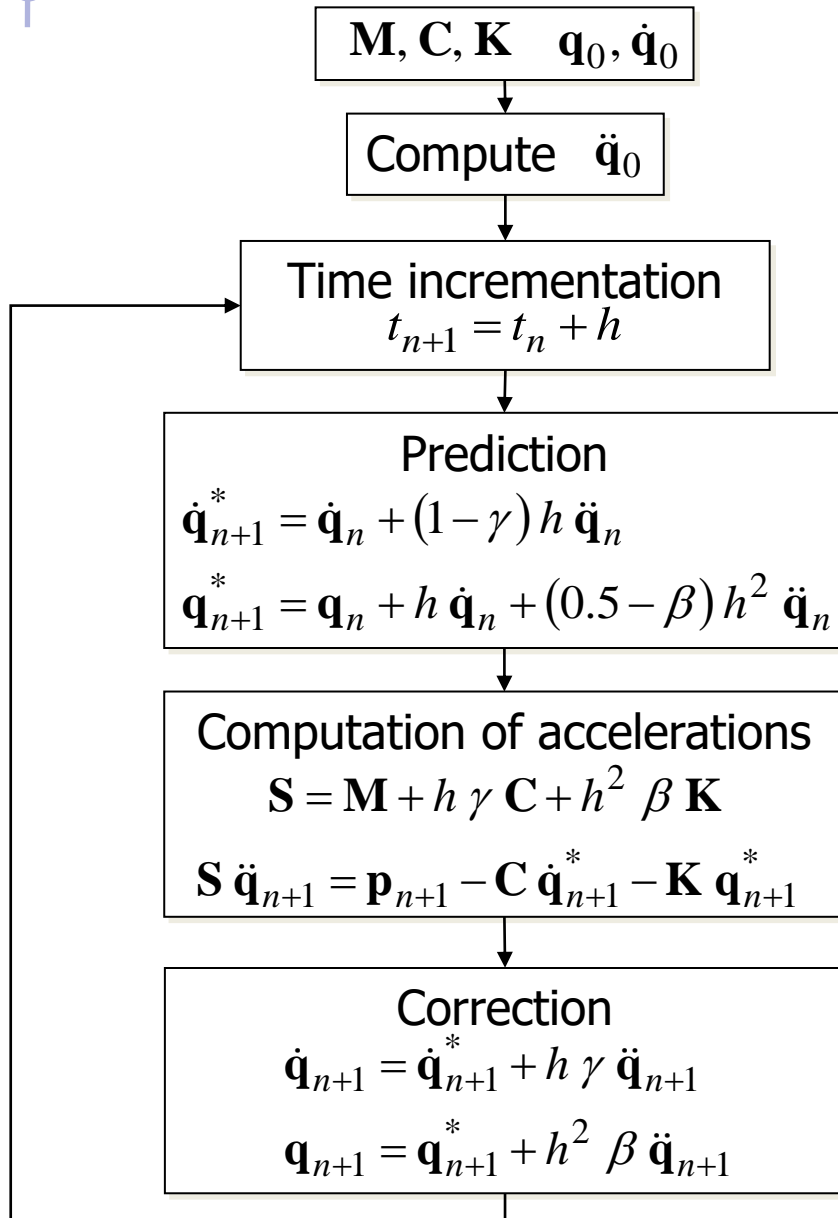 M, C, K q₀, q̇₀
Compute q̈₀
Time incrementation
tₙ₊₁ = tₙ + h
Prediction
q̇*ₙ₊₁ = q̇ₙ + (1 − γ) h q̈ₙ
q*ₙ₊₁ = qₙ + h q̇ₙ + (0.5 − β) h² q̈ₙ
Computation of accelerations
S = M + h γ C + h² β K
S q̈ₙ₊₁ = pₙ₊₁ − C q̇*ₙ₊₁ − K q*ₙ₊₁
Correction
q̇ₙ₊₁ = q̇*ₙ₊₁ + h γ q̈ₙ₊₁
qₙ₊₁ = q*ₙ₊₁ + h² β q̈ₙ₊₁